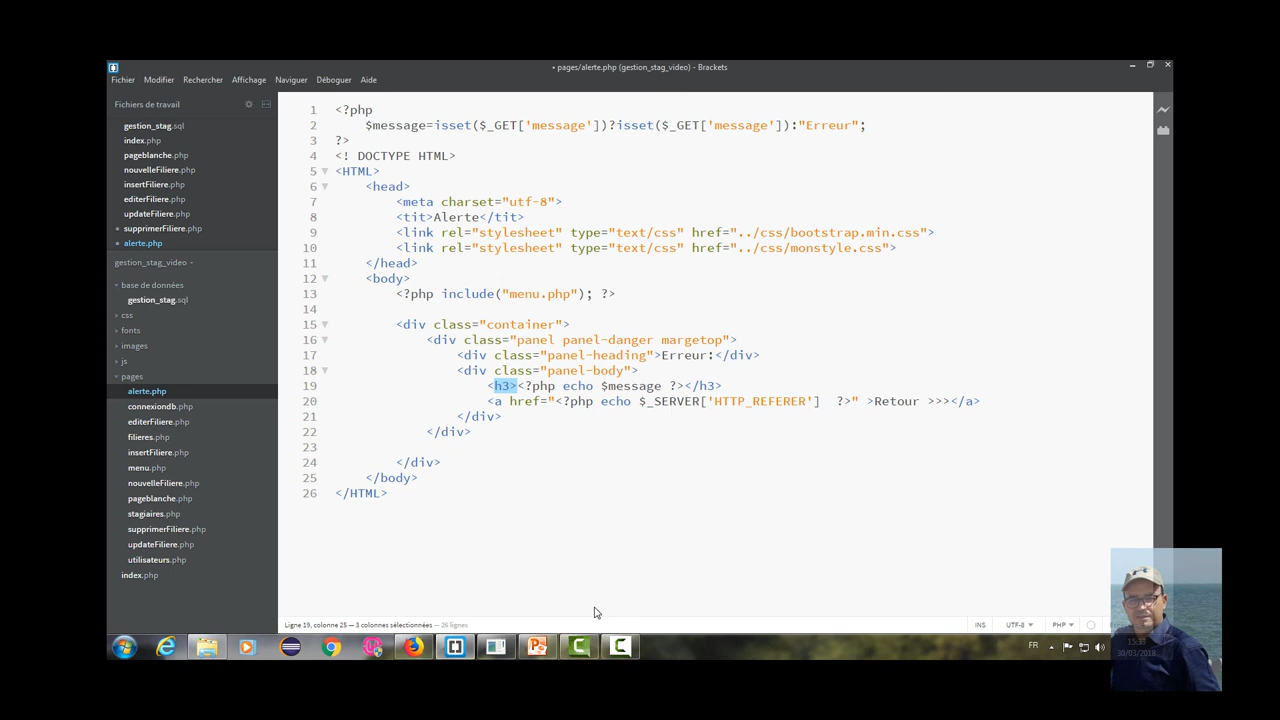 • pages/alerte.php (gestion_stag_video) - Brackets
Fichier Modifier Rechercher Affichage Naviguer Déboguer Aide
Fichiers de travail
gestion_stag.sql
index.php
pageblanche.php
nouvelleFiliere.php
insertFiliere.php
editerFiliere.php
updateFiliere.php
• supprimerFiliere.php
• alerte.php
gestion_stag_video
base de données
gestion_stag.sql
css
fonts
images
js
pages
alerte.php
connexiondb.php
editerFiliere.php
filieres.php
insertFiliere.php
menu.php
nouvelleFiliere.php
pageblanche.php
stagiaires.php
supprimerFiliere.php
updateFiliere.php
utilisateurs.php
index.php
1 <?php
2 $message=isset($_GET['message'])?isset($_GET['message']):"Erreur";
3 ?>
4 <! DOCTYPE HTML>
5 <HTML>
6 <head>
7 <meta charset="utf-8">
8 <tit>Alerte</tit>
9 <link rel="stylesheet" type="text/css" href="../css/bootstrap.min.css">
10 <link rel="stylesheet" type="text/css" href="../css/monstyle.css">
11 </head>
12 <body>
13 <?php include("menu.php"); ?>
14
15 <div class="container">
16 <div class="panel panel-danger margetop">
17 <div class="panel-heading">Erreur:</div>
18 <div class="panel-body">
19 <h3><?php echo $message ?></h3>
20 <a href="<?php echo $_SERVER['HTTP_REFERER'] ?>" >Retour >>></a>
21 </div>
22 </div>
23
24 </div>
25 </body>
26 </HTML>
Ligne 19, colonne 25 — 3 colonnes sélectionnées — 26 lignes
INS UTF-8 PHP
FR
15:33
30/03/2018